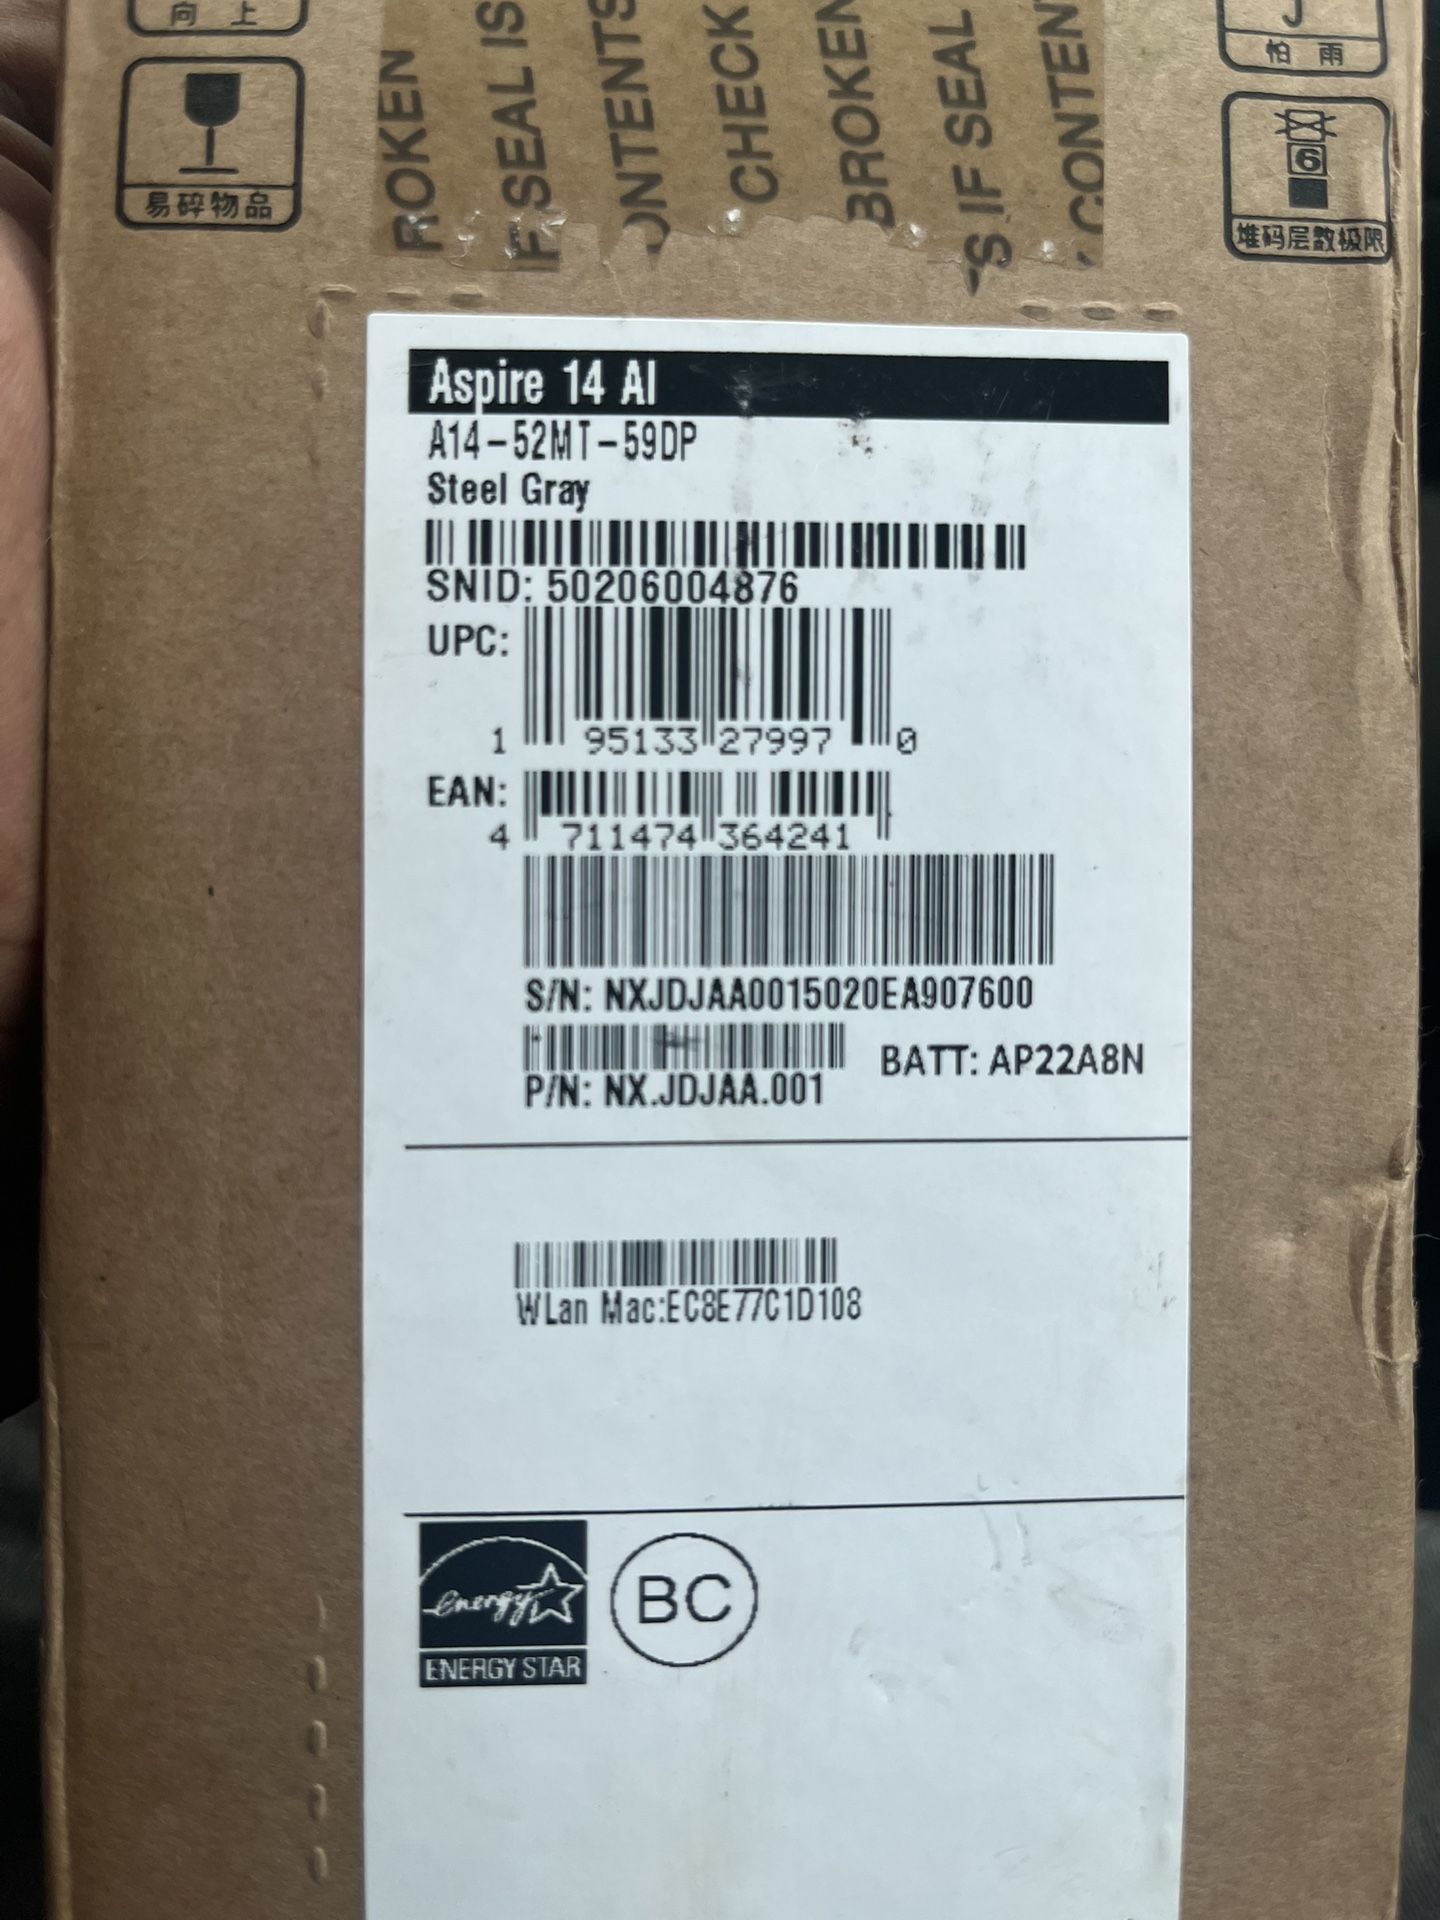 向上
易碎物品
怕雨
6
堆码层数极限
ROKEN
F SEAL IS
ONTENTS
CHECK
BROKEN
S IF SEAL
CONTEN
Aspire 14 AI
A14-52MT-59DP
Steel Gray
SNID: 50206004876
UPC:
1 95133 27997 0
EAN:
4 711474 364241
S/N: NXJDJAA0015020EA907600
P/N: NX.JDJAA.001 BATT: AP22A8N
WLan Mac:EC8E77C1D108
energy
ENERGY STAR
BC